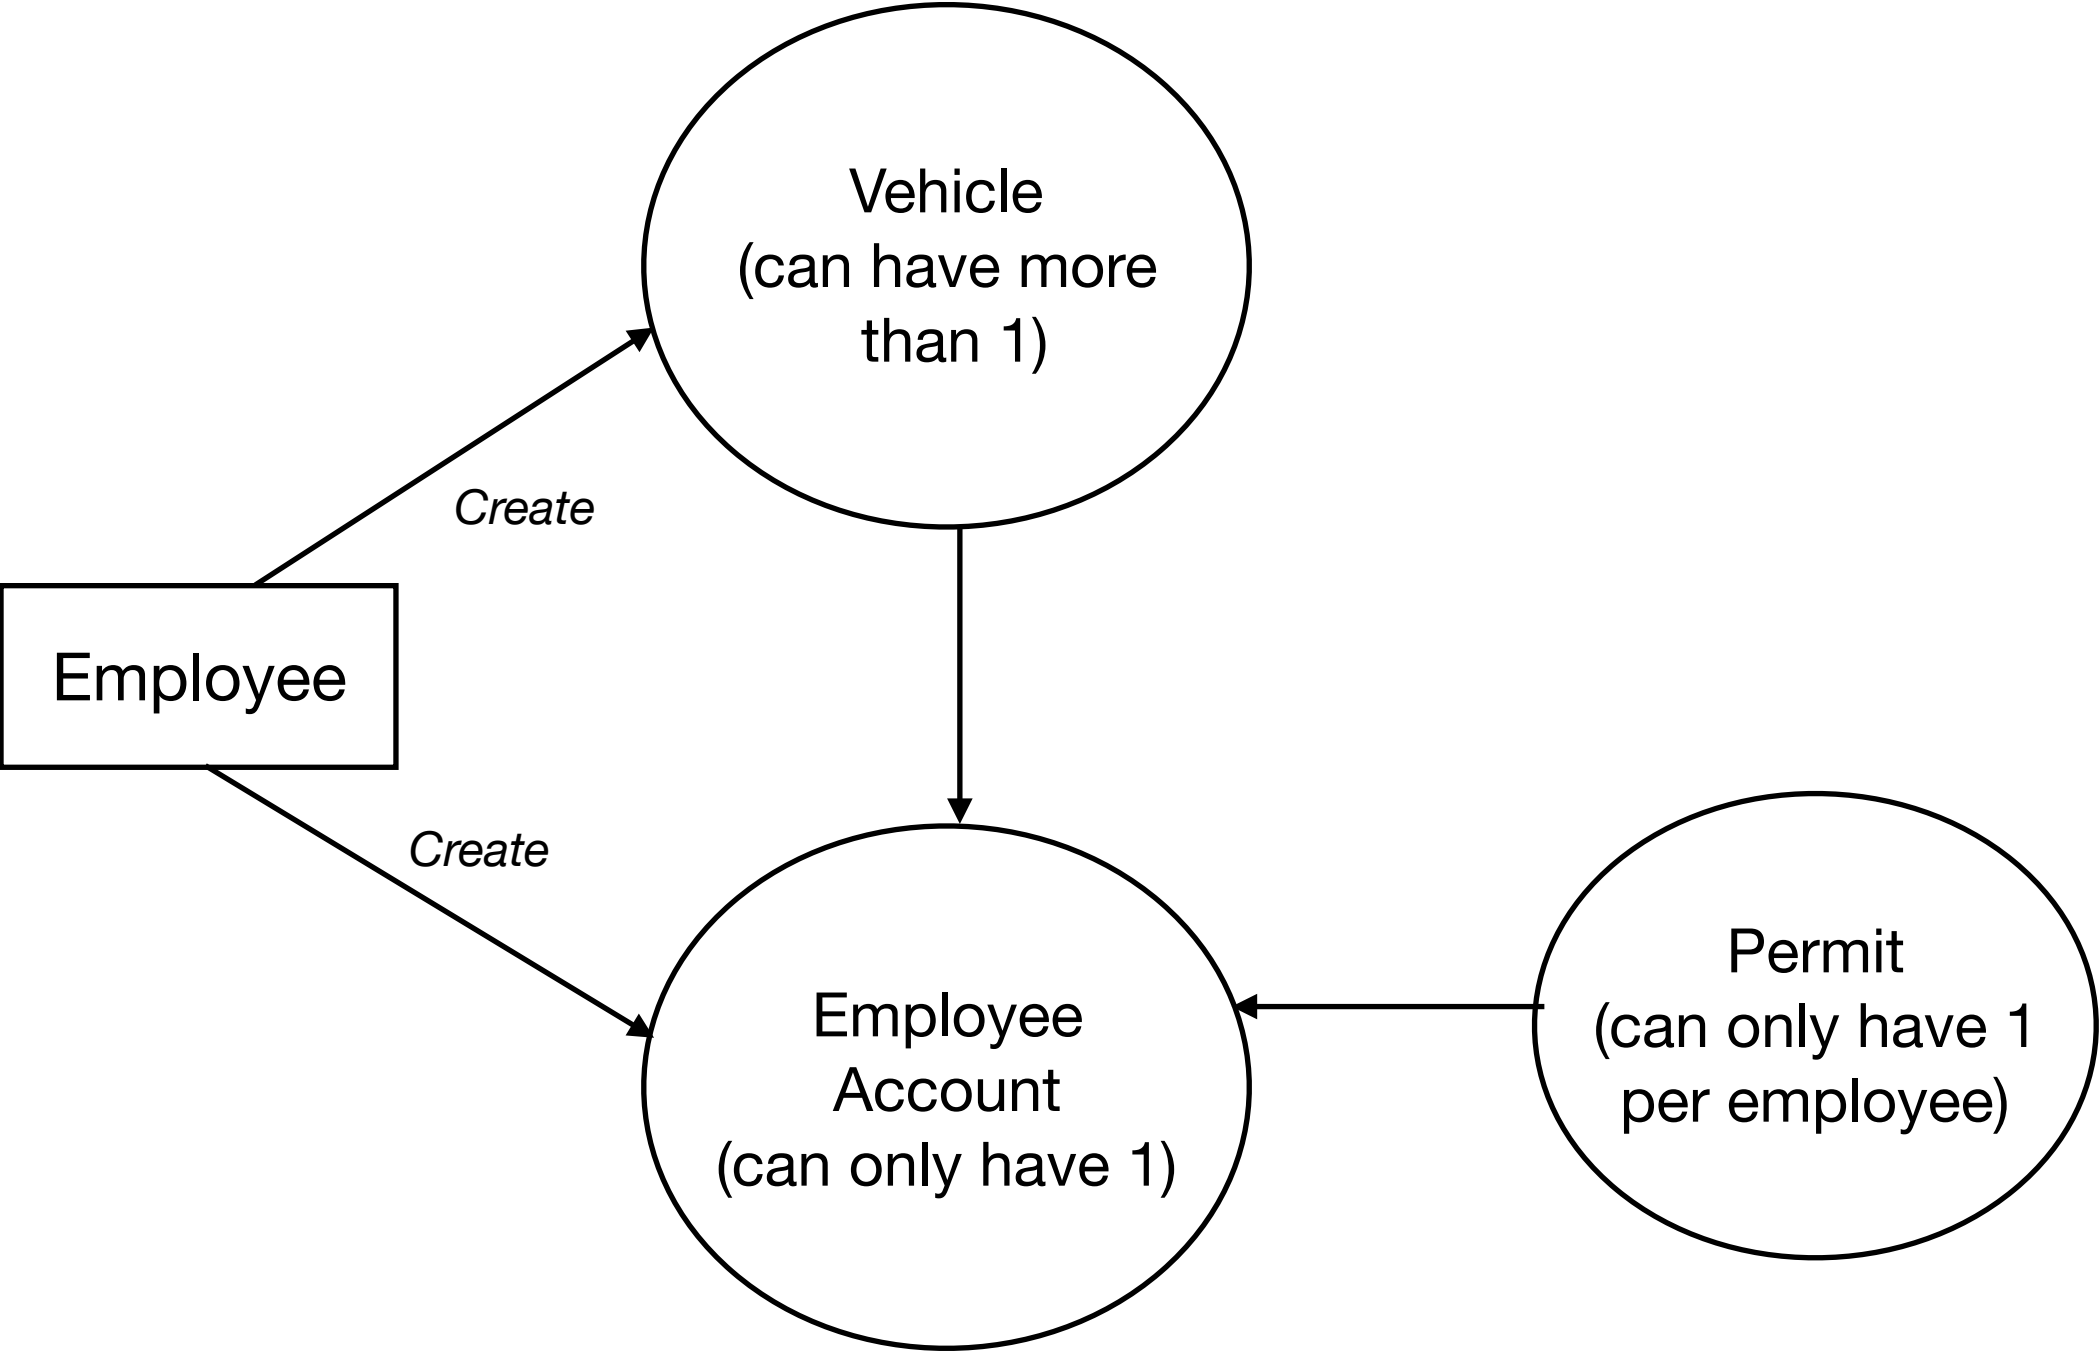 Vehicle
(can have more
than 1)
Create
Employee
Create
Employee
Account
(can only have 1)
Permit
(can only have 1
per employee)